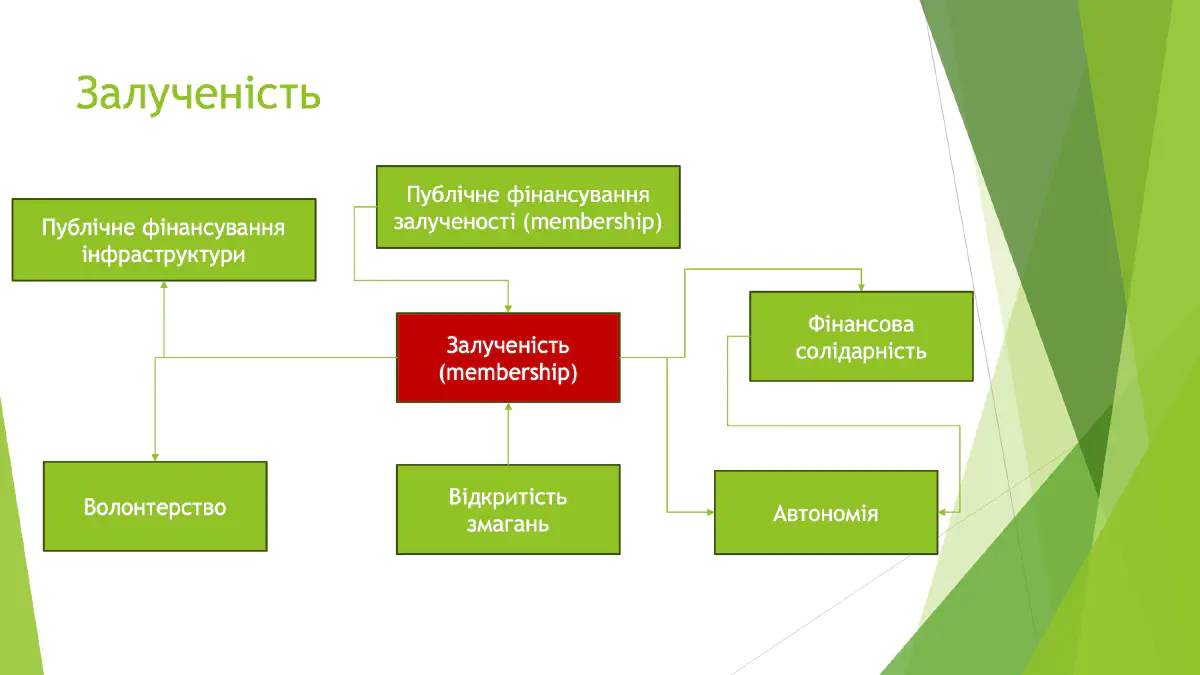 Залученість
Публічне фінансування
залученості (membership)
Публічне фінансування
інфраструктури
Фінансова
солідарність
Залученість
(membership)
Волонтерство
Відкритість
змагань
Автономія